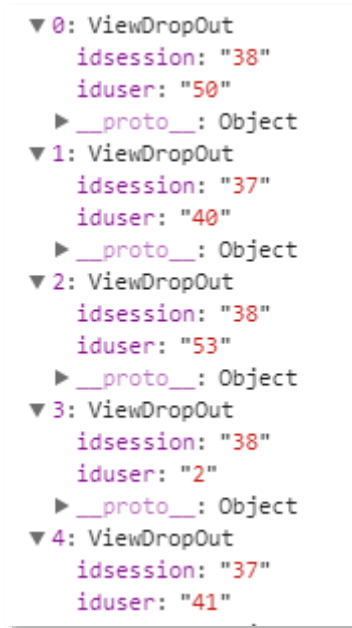 ▼0: ViewDropOut
idsession: "38"
iduser: "50"
▶__proto__: Object
▼1: ViewDropOut
idsession: "37"
iduser: "40"
▶__proto__: Object
▼2: ViewDropOut
idsession: "38"
iduser: "53"
▶__proto__: Object
▼3: ViewDropOut
idsession: "38"
iduser: "2"
▶__proto__: Object
▼4: ViewDropOut
idsession: "37"
iduser: "41"